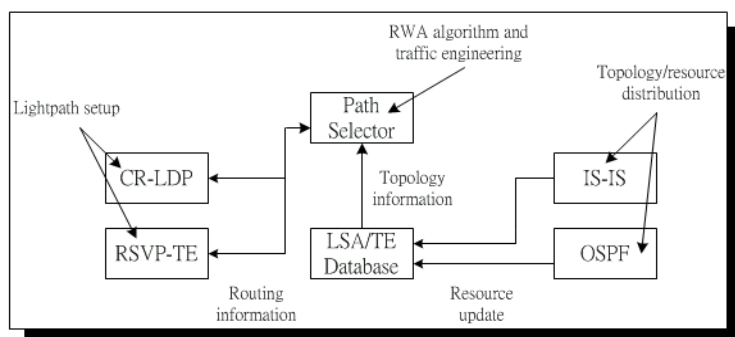 RWA algorithm and
traffic engineering
Topology/resource
distribution
Lightpath setup
Path
Selector
CR-LDP
Topology
information
IS-IS
RSVP-TE
LSA/TE
Database
OSPF
Routing
information
Resource
update